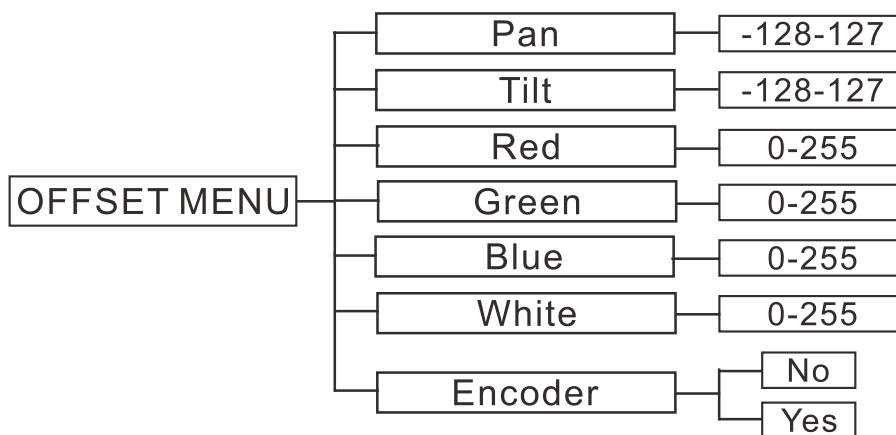 OFFSET MENU
Pan
-128-127
Tilt
-128-127
Red
0-255
Green
0-255
Blue
0-255
White
0-255
Encoder
No
Yes